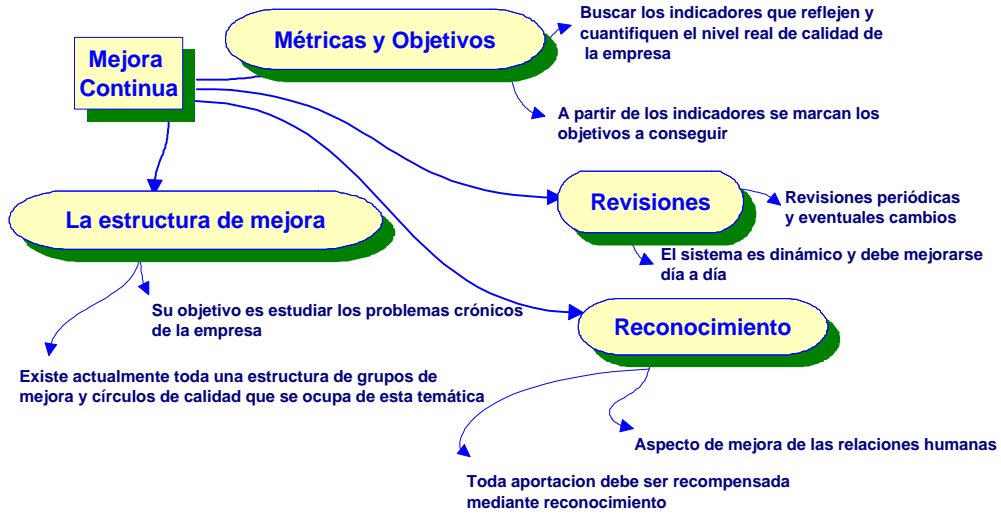 Mejora
Continua
Métricas y Objetivos
Buscar los indicadores que reflejen y
cuantifiquen el nivel real de calidad de
la empresa
A partir de los indicadores se marcan los
objetivos a conseguir
La estructura de mejora
Su objetivo es estudiar los problemas crónicos
de la empresa
Existe actualmente toda una estructura de grupos de
mejora y círculos de calidad que se ocupa de esta temática
Revisiones
Revisiones periódicas
y eventuales cambios
El sistema es dinámico y debe mejorarse
día a día
Reconocimiento
Aspecto de mejora de las relaciones humanas
Toda aportacion debe ser recompensada
mediante reconocimiento